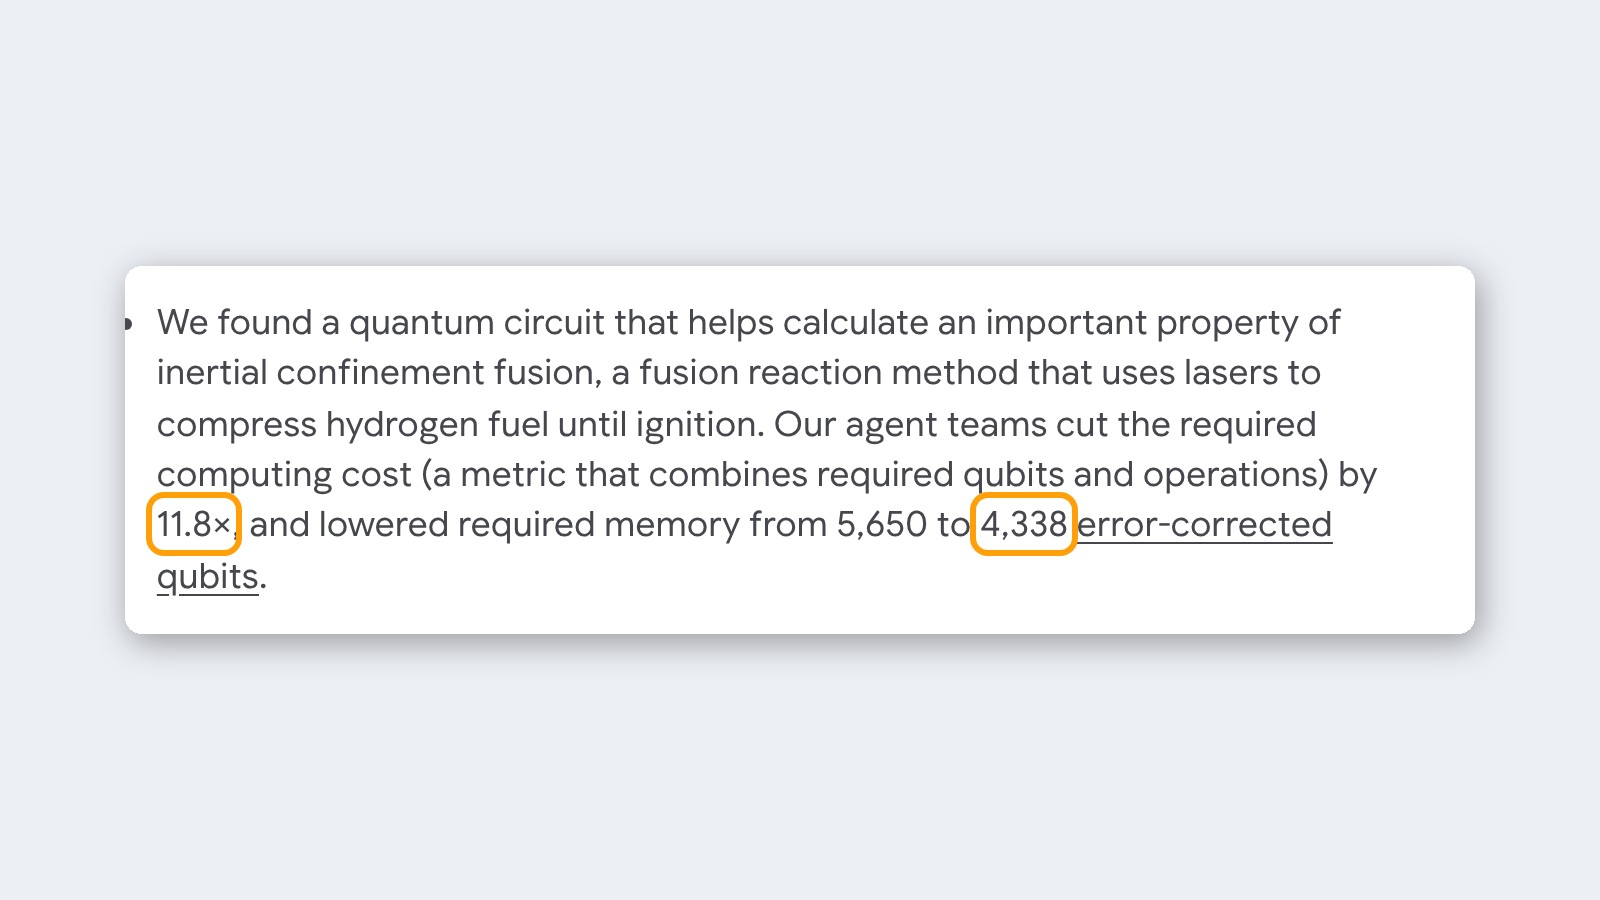 • We found a quantum circuit that helps calculate an important property of
inertial confinement fusion, a fusion reaction method that uses lasers to
compress hydrogen fuel until ignition. Our agent teams cut the required
computing cost (a metric that combines required qubits and operations) by
11.8×, and lowered required memory from 5,650 to 4,338 error-corrected
qubits.